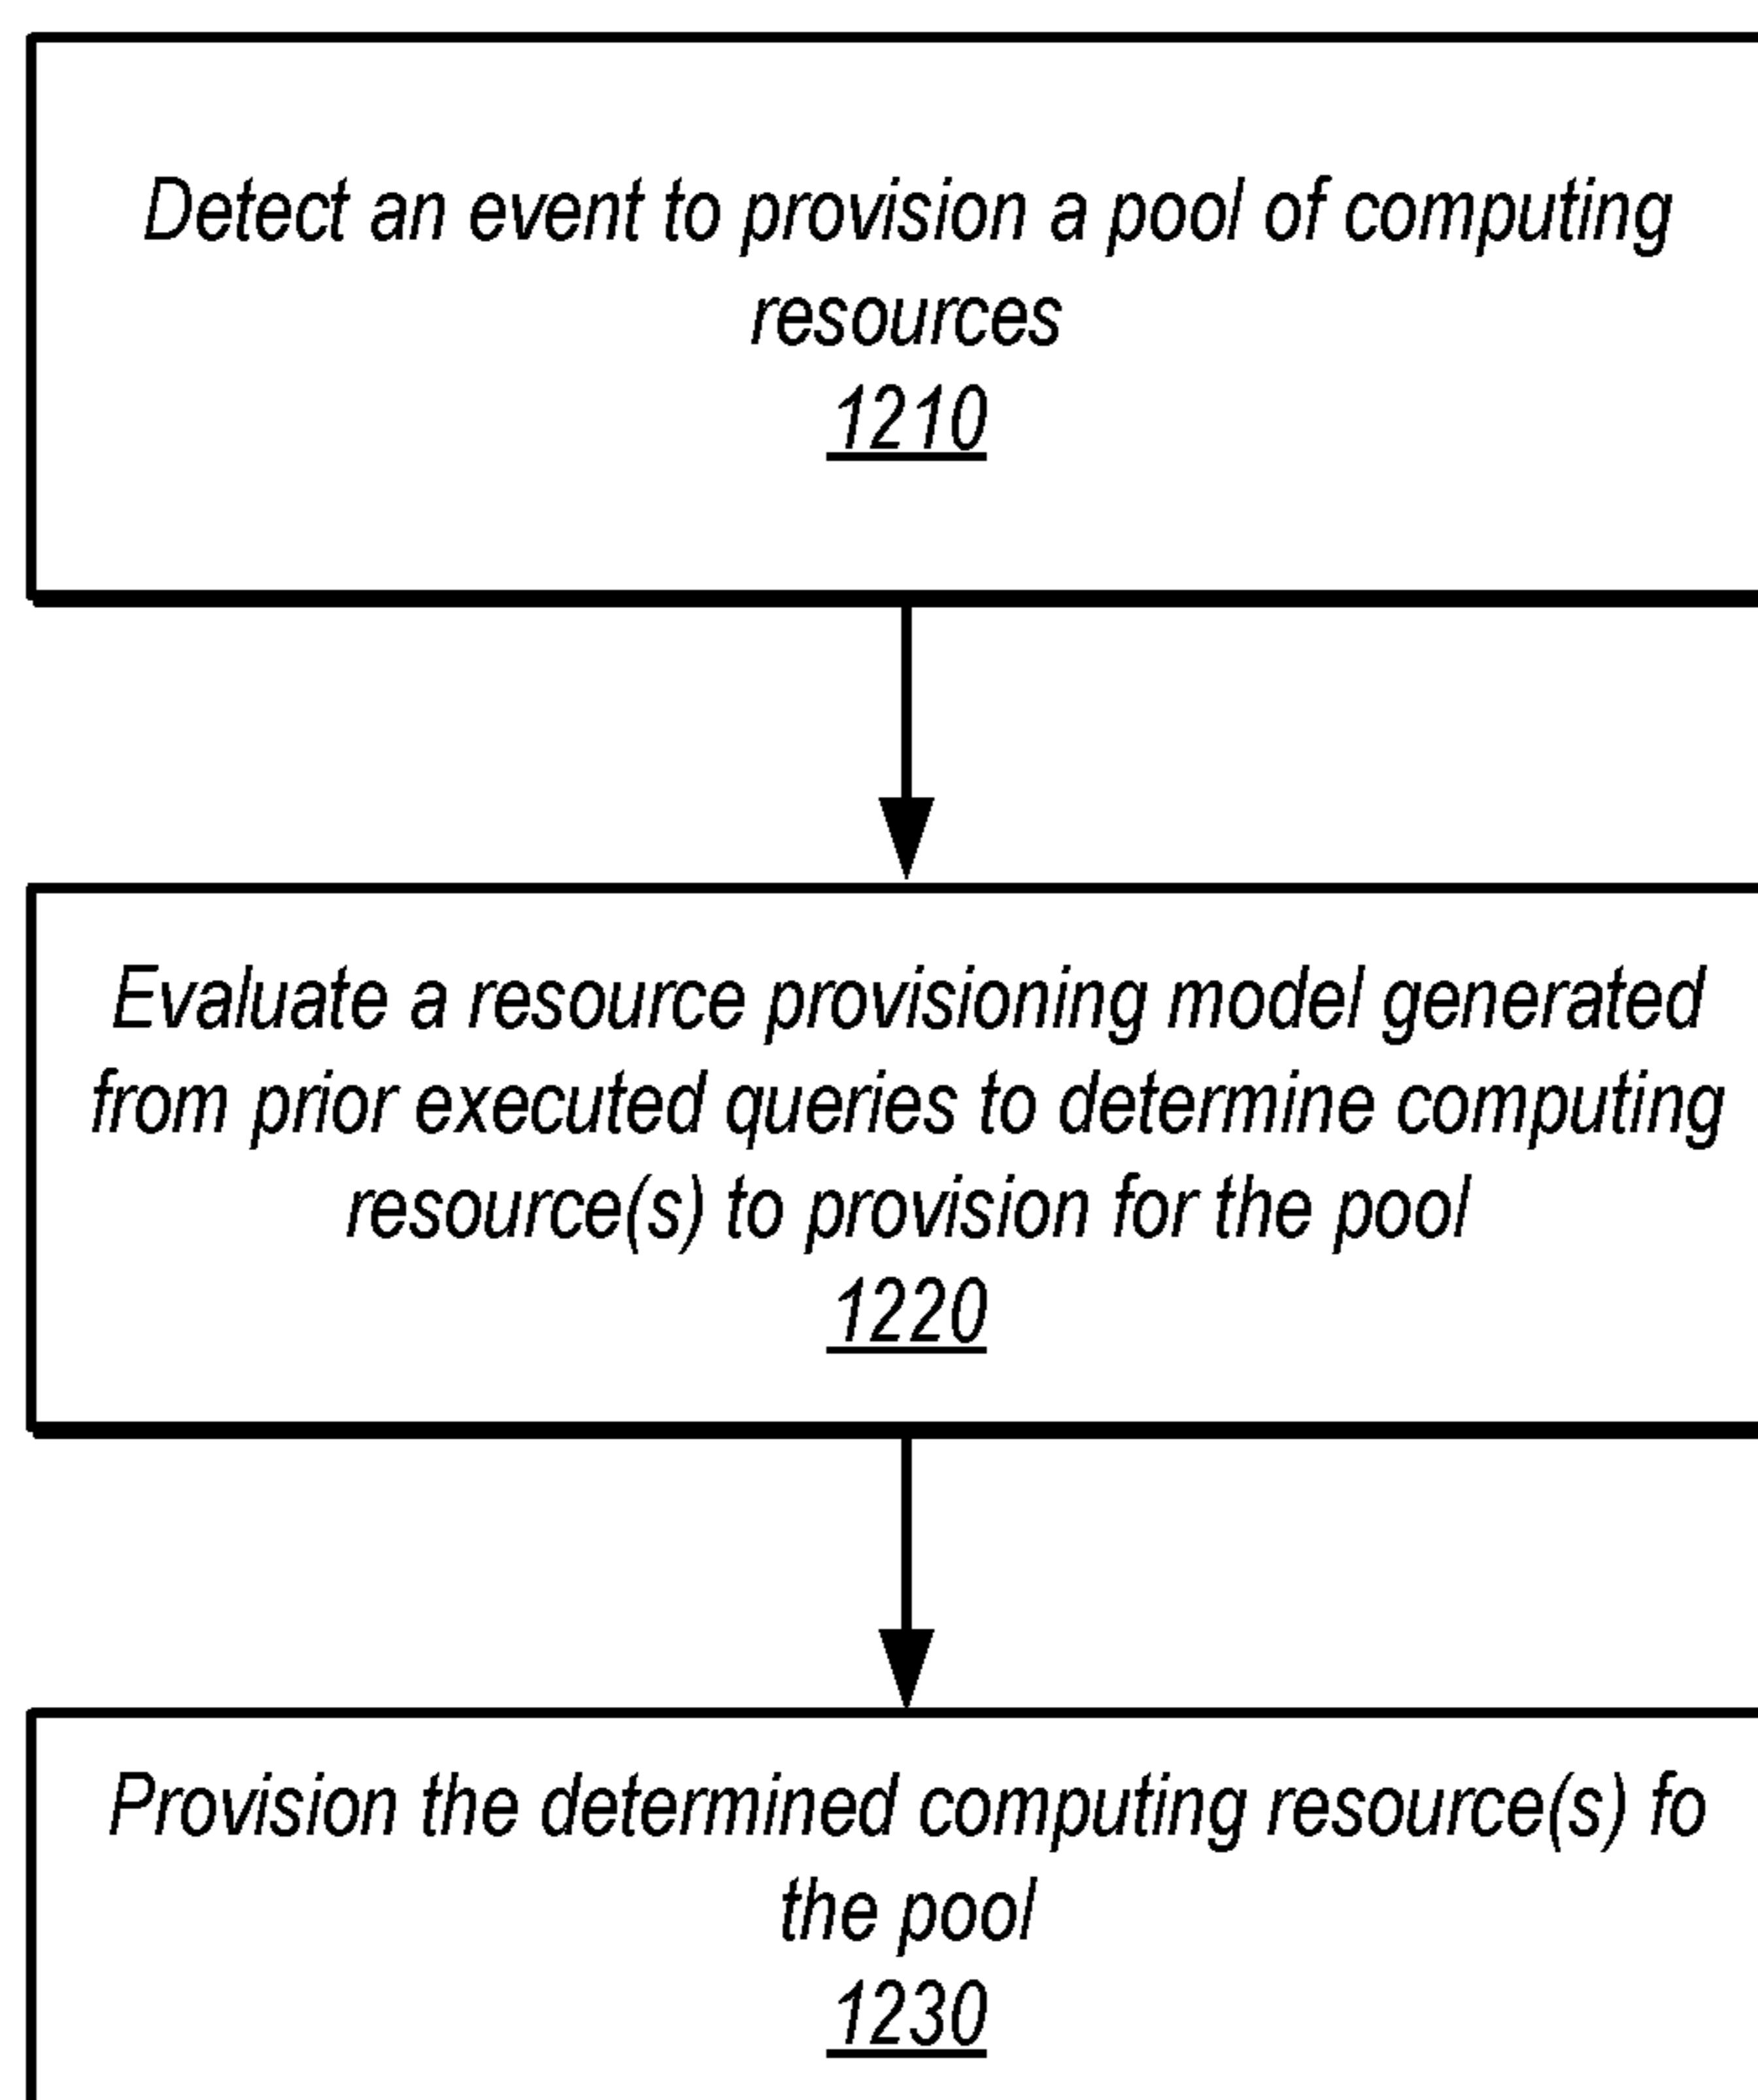 Detect an event to provision a pool of computing
resources
1210
Evaluate a resource provisioning model generated
from prior executed queries to determine computing
resource(s) to provision for the pool
1220
Provision the determined computing resource(s) fo
the pool
1230